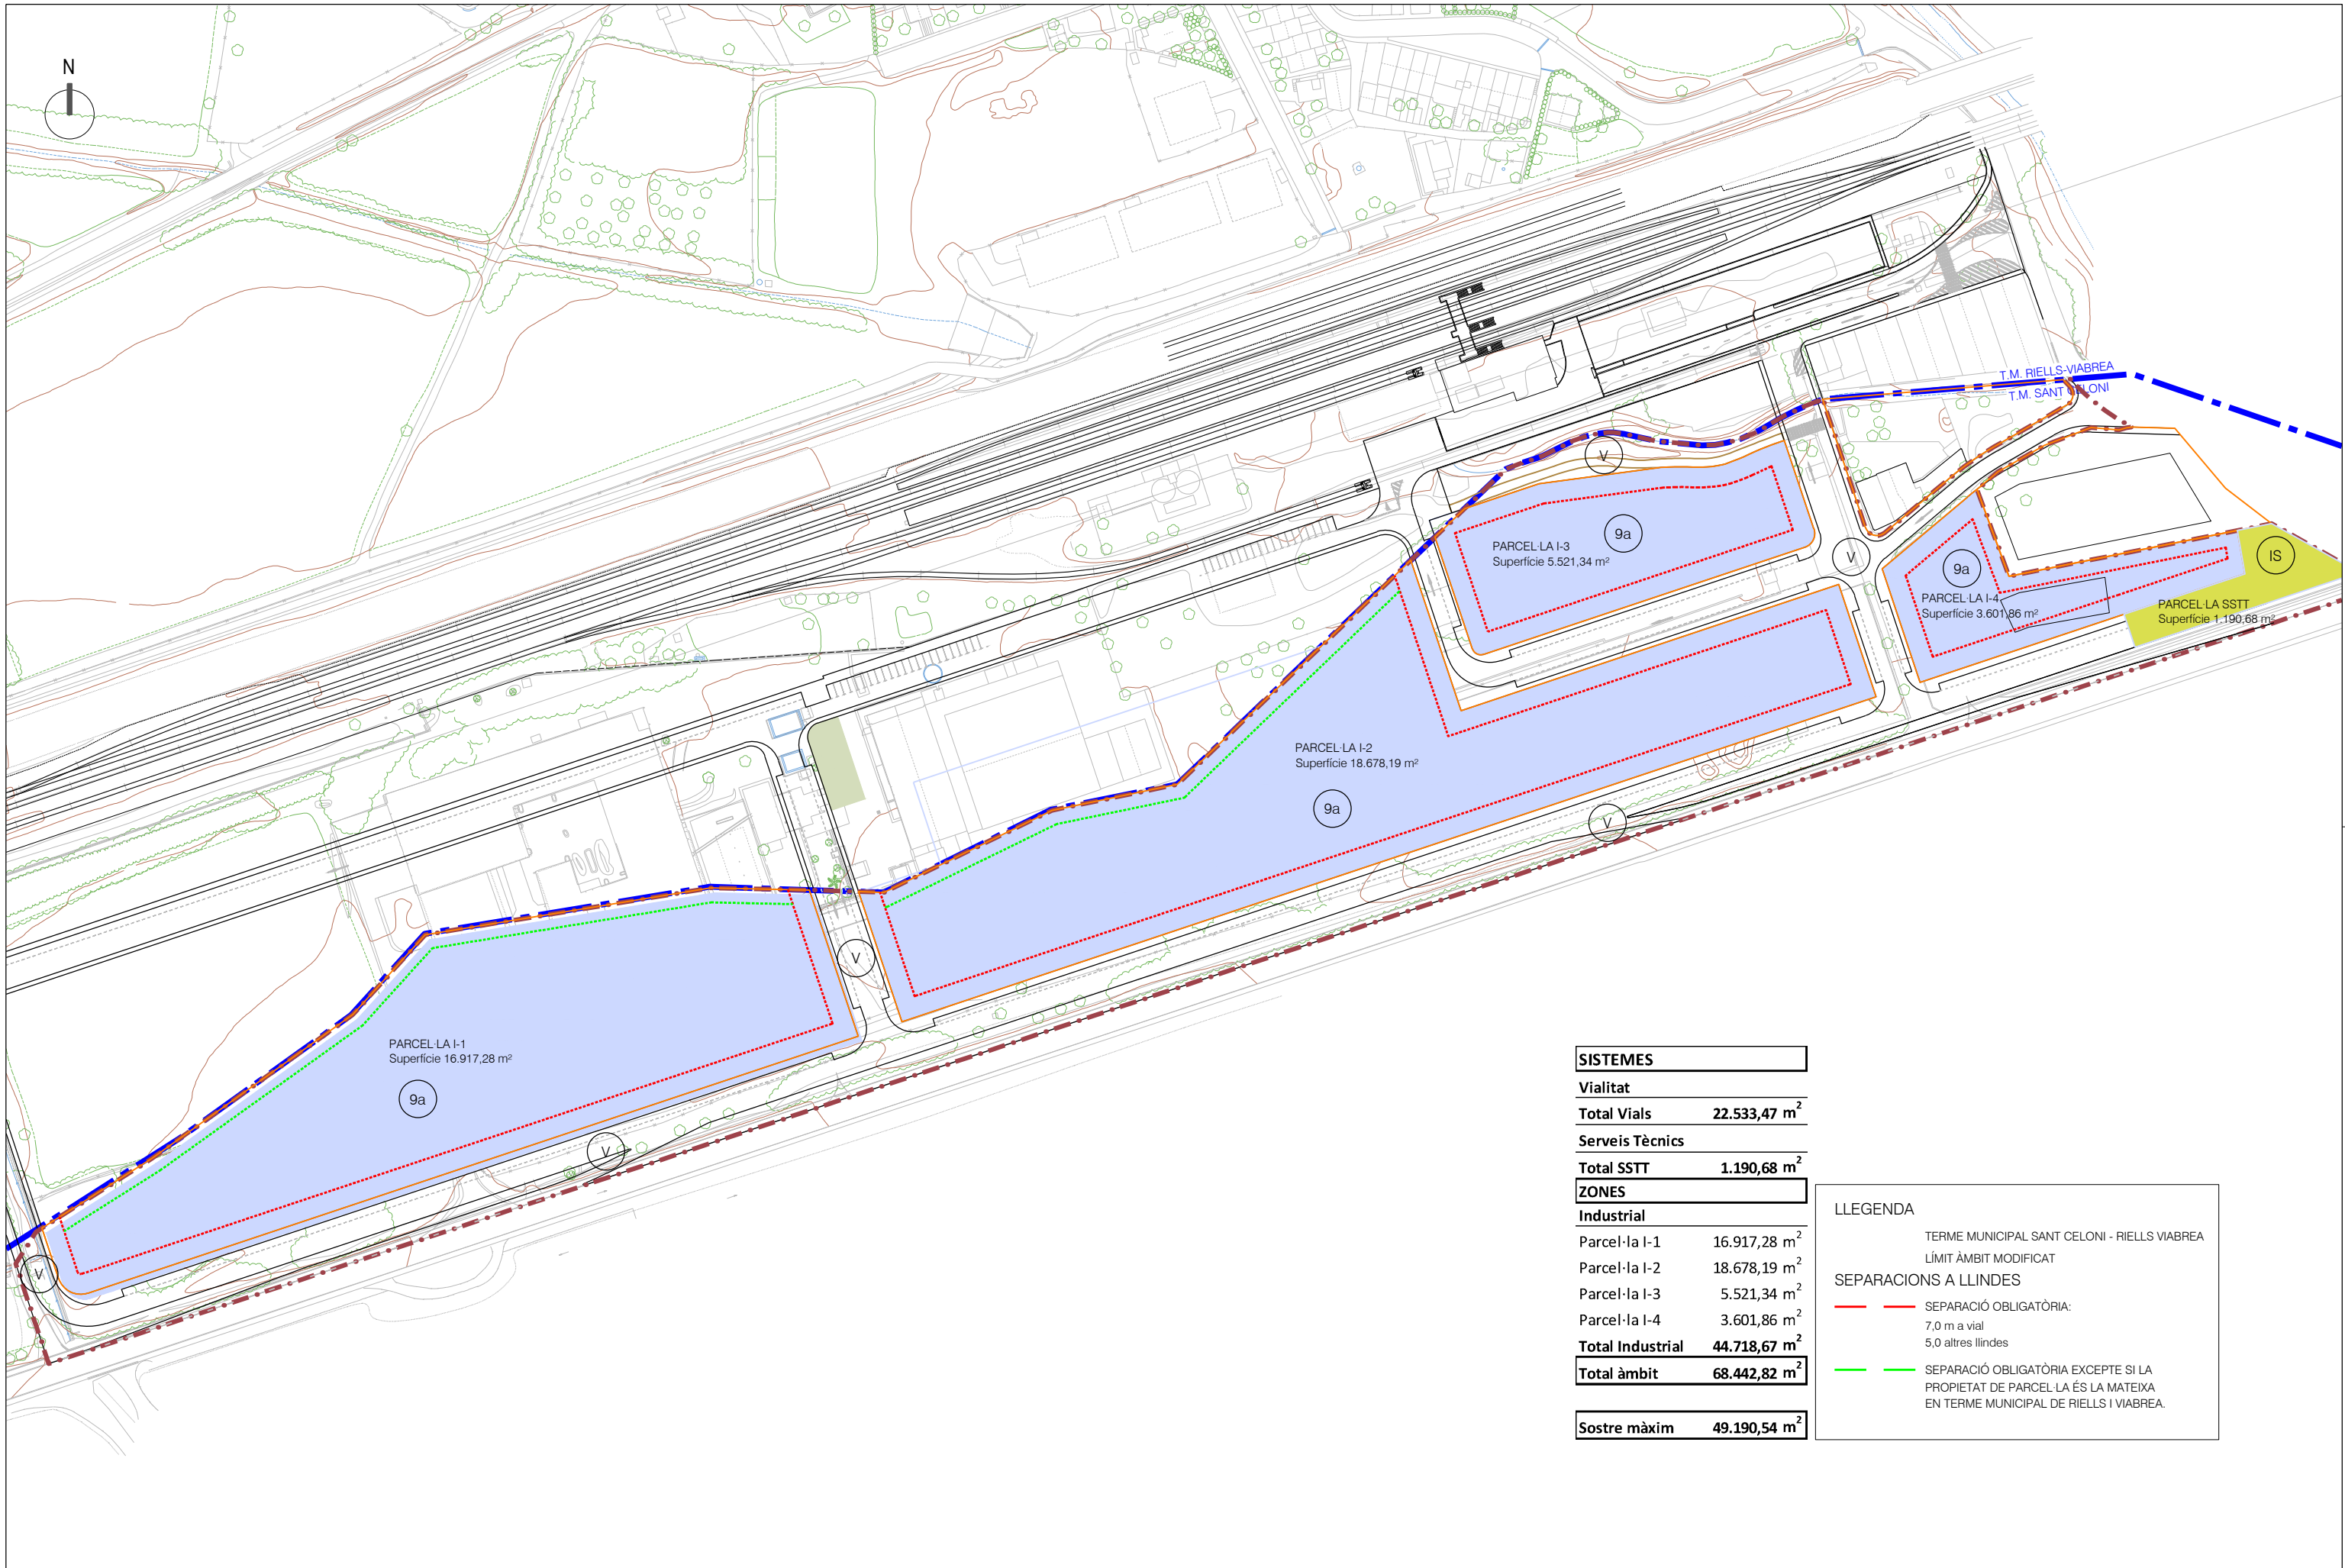 N
T.M. RIELLS-VIABREA
T.M. SANT CELONI
V
9a
PARCEL·LA I-3
Superfície 5.521,34 m²
V
9a
IS
PARCEL·LA I-4
Superfície 3.601,86 m²
PARCEL·LA SSTT
Superfície 1.190,68 m²
PARCEL·LA I-2
Superfície 18.678,19 m²
9a
V
V
PARCEL·LA I-1
Superfície 16.917,28 m²
9a
V
V
SISTEMES
Vialitat
Total Vials 22.533,47 m²
Serveis Tècnics
Total SSTT 1.190,68 m²
ZONES
Industrial
Parcel·la I-1 16.917,28 m²
Parcel·la I-2 18.678,19 m²
Parcel·la I-3 5.521,34 m²
Parcel·la I-4 3.601,86 m²
Total Industrial 44.718,67 m²
Total àmbit 68.442,82 m²
Sostre màxim 49.190,54 m²
LLEGENDA
TERME MUNICIPAL SANT CELONI - RIELLS VIABREA
LÍMIT ÀMBIT MODIFICAT
SEPARACIONS A LLINDES
SEPARACIÓ OBLIGATÒRIA:
7,0 m a vial
5,0 altres llindes
SEPARACIÓ OBLIGATÒRIA EXCEPTE SI LA
PROPIETAT DE PARCEL·LA ÉS LA MATEIXA
EN TERME MUNICIPAL DE RIELLS I VIABREA.